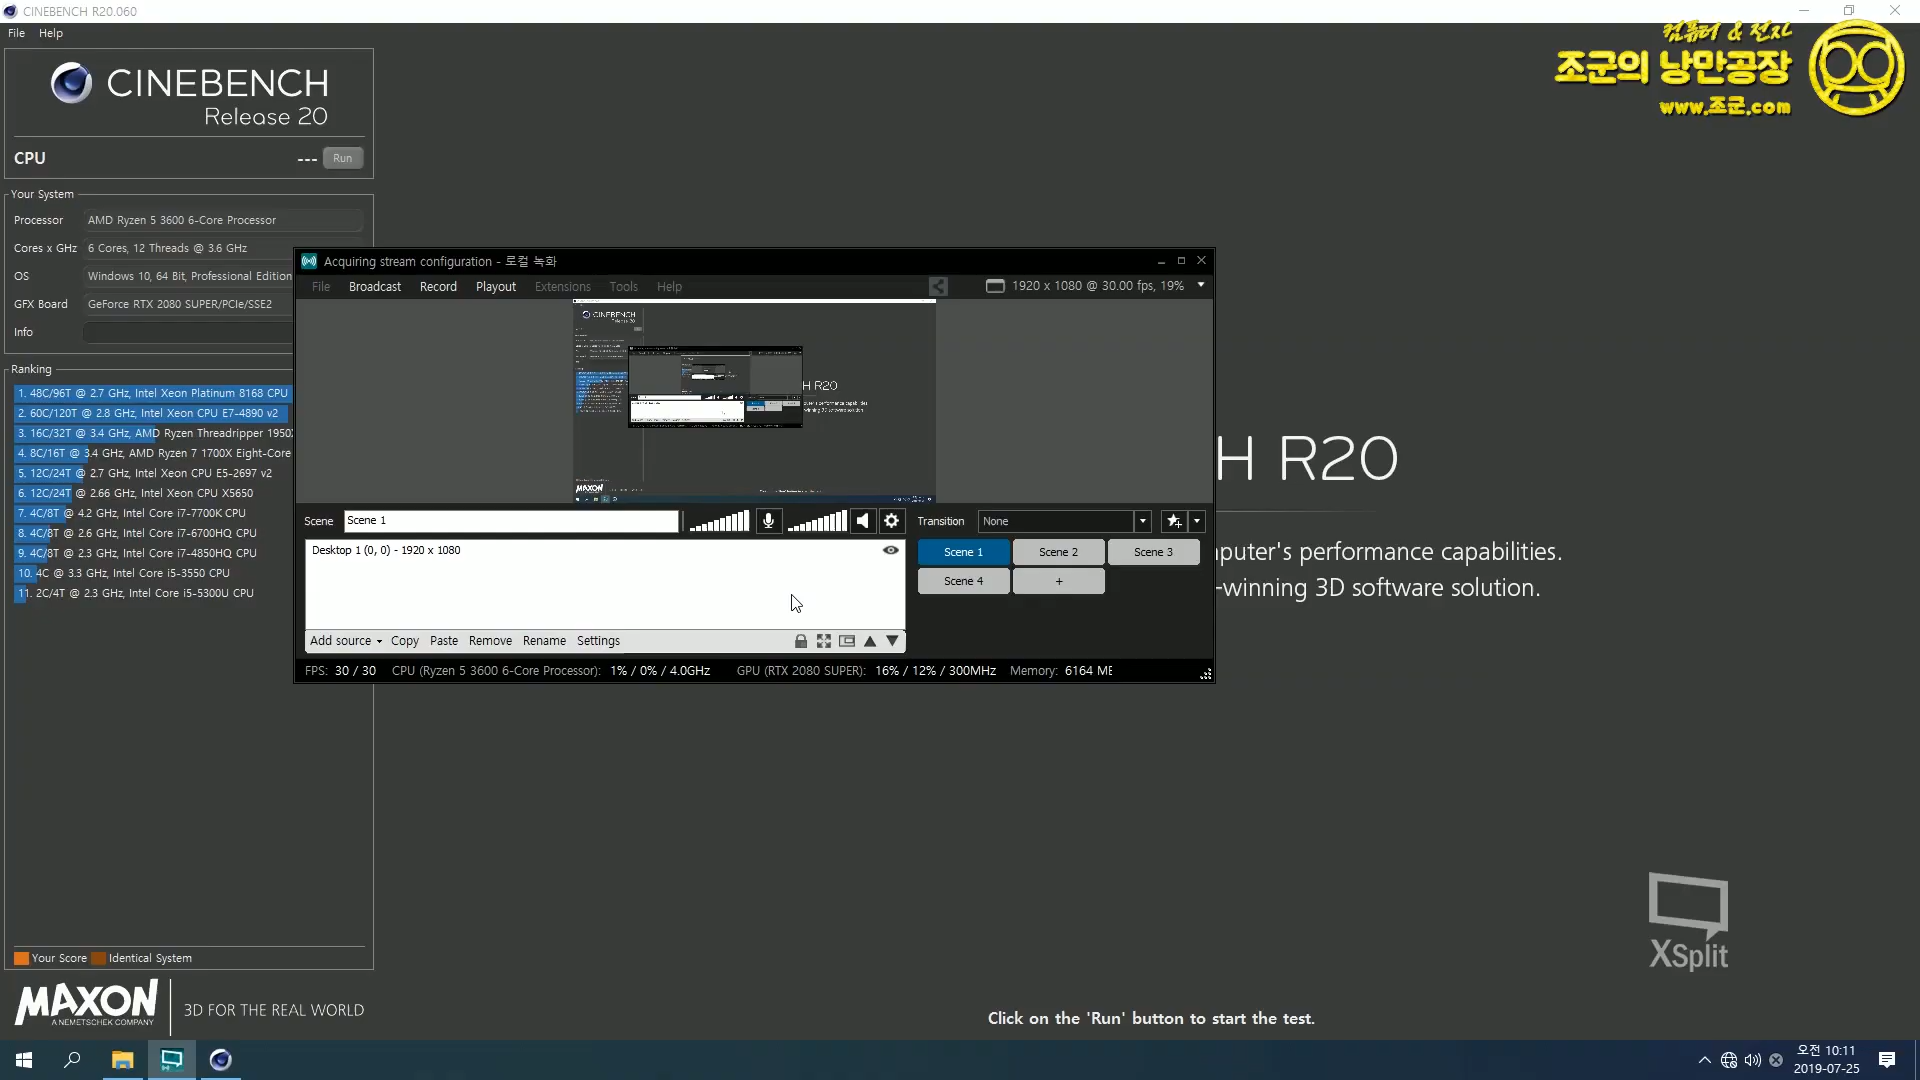 CINEBENCH R20.060
File Help
컴퓨터 & 전자
조군의 낭만공장
www.조군.com
CINEBENCH
Release 20
CPU --- Run
Your System
Processor AMD Ryzen 5 3600 6-Core Processor
Cores x GHz 6 Cores, 12 Threads @ 3.6 GHz
OS Windows 10, 64 Bit, Professional Edition
GFX Board GeForce RTX 2080 SUPER/PCIe/SSE2
Info
Ranking
1. 48C/96T @ 2.7 GHz, Intel Xeon Platinum 8168 CPU
2. 60C/120T @ 2.8 GHz, Intel Xeon CPU E7-4890 v2
3. 16C/32T @ 3.4 GHz, AMD Ryzen Threadripper 1950X
4. 8C/16T @ 3.4 GHz, AMD Ryzen 7 1700X Eight-Core
5. 12C/24T @ 2.7 GHz, Intel Xeon CPU E5-2697 v2
6. 12C/24T @ 2.66 GHz, Intel Xeon CPU X5650
7. 4C/8T @ 4.2 GHz, Intel Core i7-7700K CPU
8. 4C/8T @ 2.6 GHz, Intel Core i7-6700HQ CPU
9. 4C/8T @ 2.3 GHz, Intel Core i7-4850HQ CPU
10. 4C @ 3.3 GHz, Intel Core i5-3550 CPU
11. 2C/4T @ 2.3 GHz, Intel Core i5-5300U CPU
Your Score Identical System
MAXON
A NEMETSCHEK COMPANY
3D FOR THE REAL WORLD
Acquiring stream configuration - 로컬 녹화
File Broadcast Record Playout Extensions Tools Help 1920 x 1080 @ 30.00 fps, 19%
CINEBENCH
Release 20
H R20
puter's performance capabilities.
winning 3D software solution.
MAXON
Scene Scene 1 Transition None
Desktop 1 (0, 0) - 1920 x 1080
Scene 1 Scene 2 Scene 3
Scene 4 +
Add source Copy Paste Remove Rename Settings
FPS: 30 / 30 CPU (Ryzen 5 3600 6-Core Processor): 1% / 0% / 4.0GHz GPU (RTX 2080 SUPER): 16% / 12% / 300MHz Memory: 6164 ME
H R20
puter's performance capabilities.
-winning 3D software solution.
XSplit
Click on the 'Run' button to start the test.
오전 10:11
2019-07-25